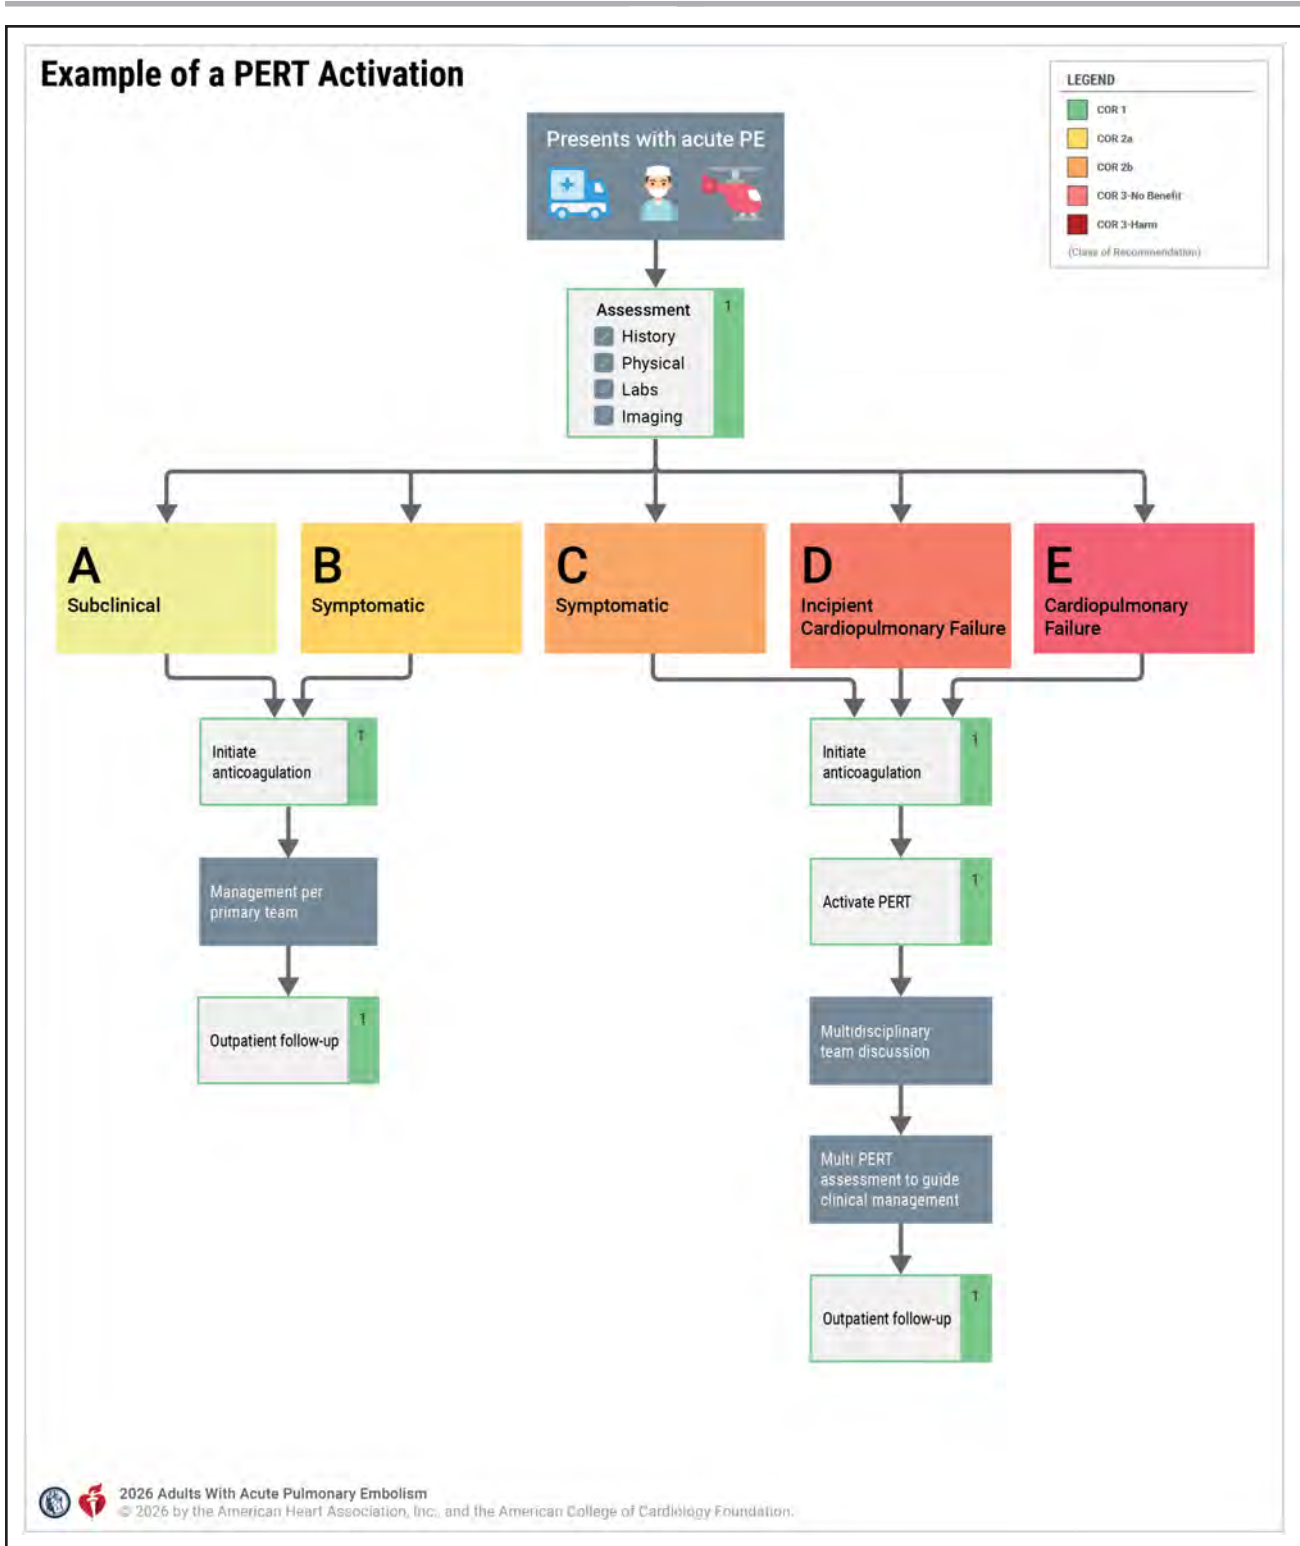 Example of a PERT Activation
LEGEND
COR 1
COR 2a
COR 2b
COR 3-No Benefit
COR 3-Harm
(Class of Recommendation)
Presents with acute PE
Assessment
1
History
Physical
Labs
Imaging
A
Subclinical
B
Symptomatic
C
Symptomatic
D
Incipient
Cardiopulmonary Failure
E
Cardiopulmonary
Failure
Initiate
anticoagulation
1
Management per
primary team
Outpatient follow-up
1
Initiate
anticoagulation
1
Activate PERT
1
Multidisciplinary
team discussion
Multi PERT
assessment to guide
clinical management
Outpatient follow-up
1
2026 Adults With Acute Pulmonary Embolism
© 2026 by the American Heart Association, Inc., and the American College of Cardiology Foundation.